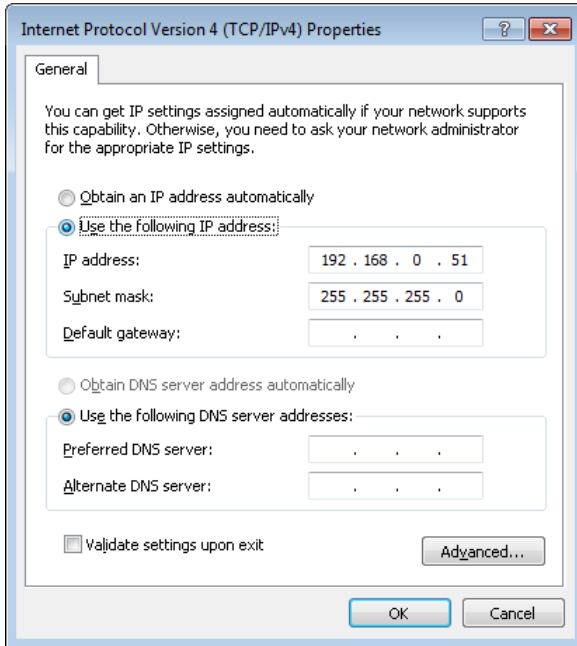 Internet Protocol Version 4 (TCP/IPv4) Properties
General
You can get IP settings assigned automatically if your network supports
this capability. Otherwise, you need to ask your network administrator
for the appropriate IP settings.
Obtain an IP address automatically
Use the following IP address:
IP address: 192 . 168 . 0 . 51
Subnet mask: 255 . 255 . 255 . 0
Default gateway: . . .
Obtain DNS server address automatically
Use the following DNS server addresses:
Preferred DNS server: . . .
Alternate DNS server: . . .
Validate settings upon exit
Advanced...
OK Cancel